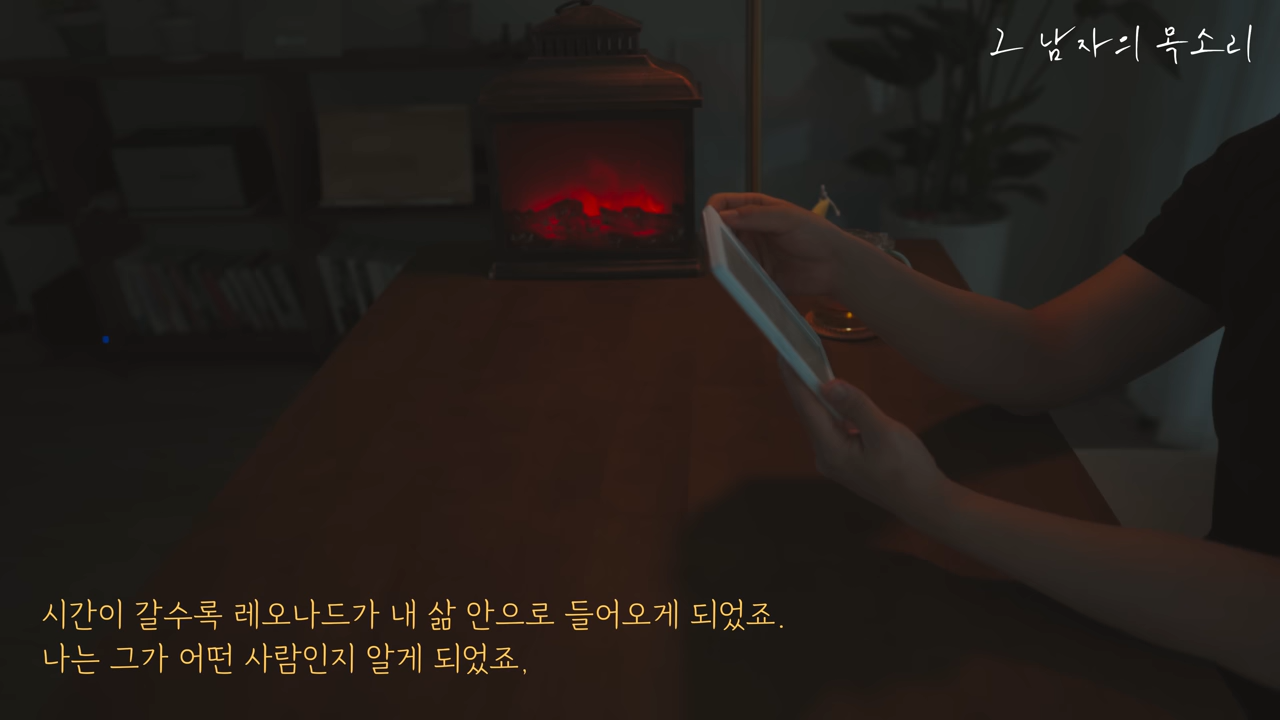 그 남자의 목소리
시간이 갈수록 레오나드가 내 삶 안으로 들어오게 되었죠.
나는 그가 어떤 사람인지 알게 되었죠,